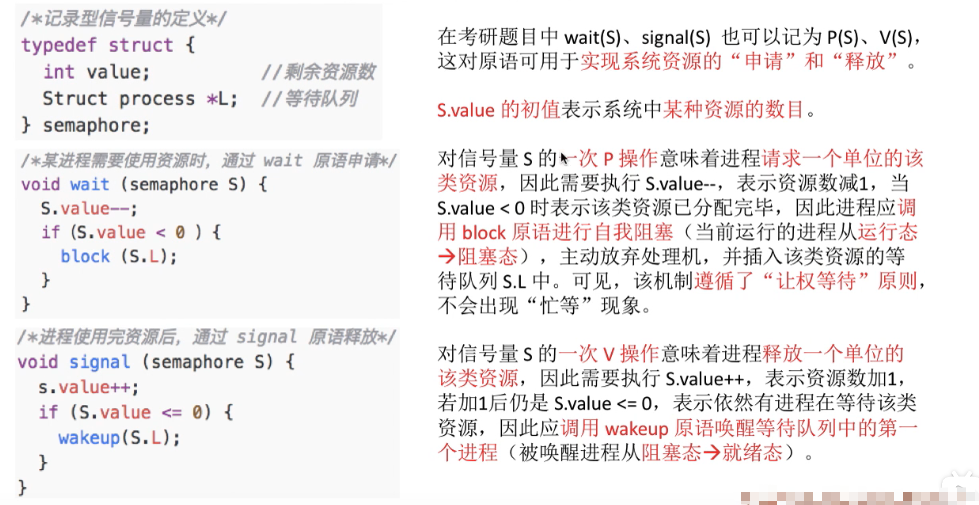 /*记录型信号量的定义*/
typedef struct {
int value; //剩余资源数
Struct process *L; //等待队列
} semaphore;
/*某进程需要使用资源时，通过 wait 原语申请*/
void wait (semaphore S) {
S.value--;
if (S.value < 0 ) {
block (S.L);
}
}
/*进程使用完资源后，通过 signal 原语释放*/
void signal (semaphore S) {
s.value++;
if (S.value <= 0) {
wakeup(S.L);
}
}
在考研题目中 wait(S)、signal(S) 也可以记为 P(S)、V(S)，
这对原语可用于实现系统资源的“申请”和“释放”。
S.value 的初值表示系统中某种资源的数目。
对信号量 S 的一次 P 操作意味着进程请求一个单位的该
类资源，因此需要执行 S.value--，表示资源数减1，当
S.value < 0 时表示该类资源已分配完毕，因此进程应调
用 block 原语进行自我阻塞（当前运行的进程从运行态
→阻塞态），主动放弃处理机，并插入该类资源的等
待队列 S.L 中。可见，该机制遵循了“让权等待”原则，
不会出现“忙等”现象。
对信号量 S 的一次 V 操作意味着进程释放一个单位的
该类资源，因此需要执行 S.value++，表示资源数加1，
若加1后仍是 S.value <= 0，表示依然有进程在等待该类
资源，因此应调用 wakeup 原语唤醒等待队列中的第一
个进程（被唤醒进程从阻塞态→就绪态）。